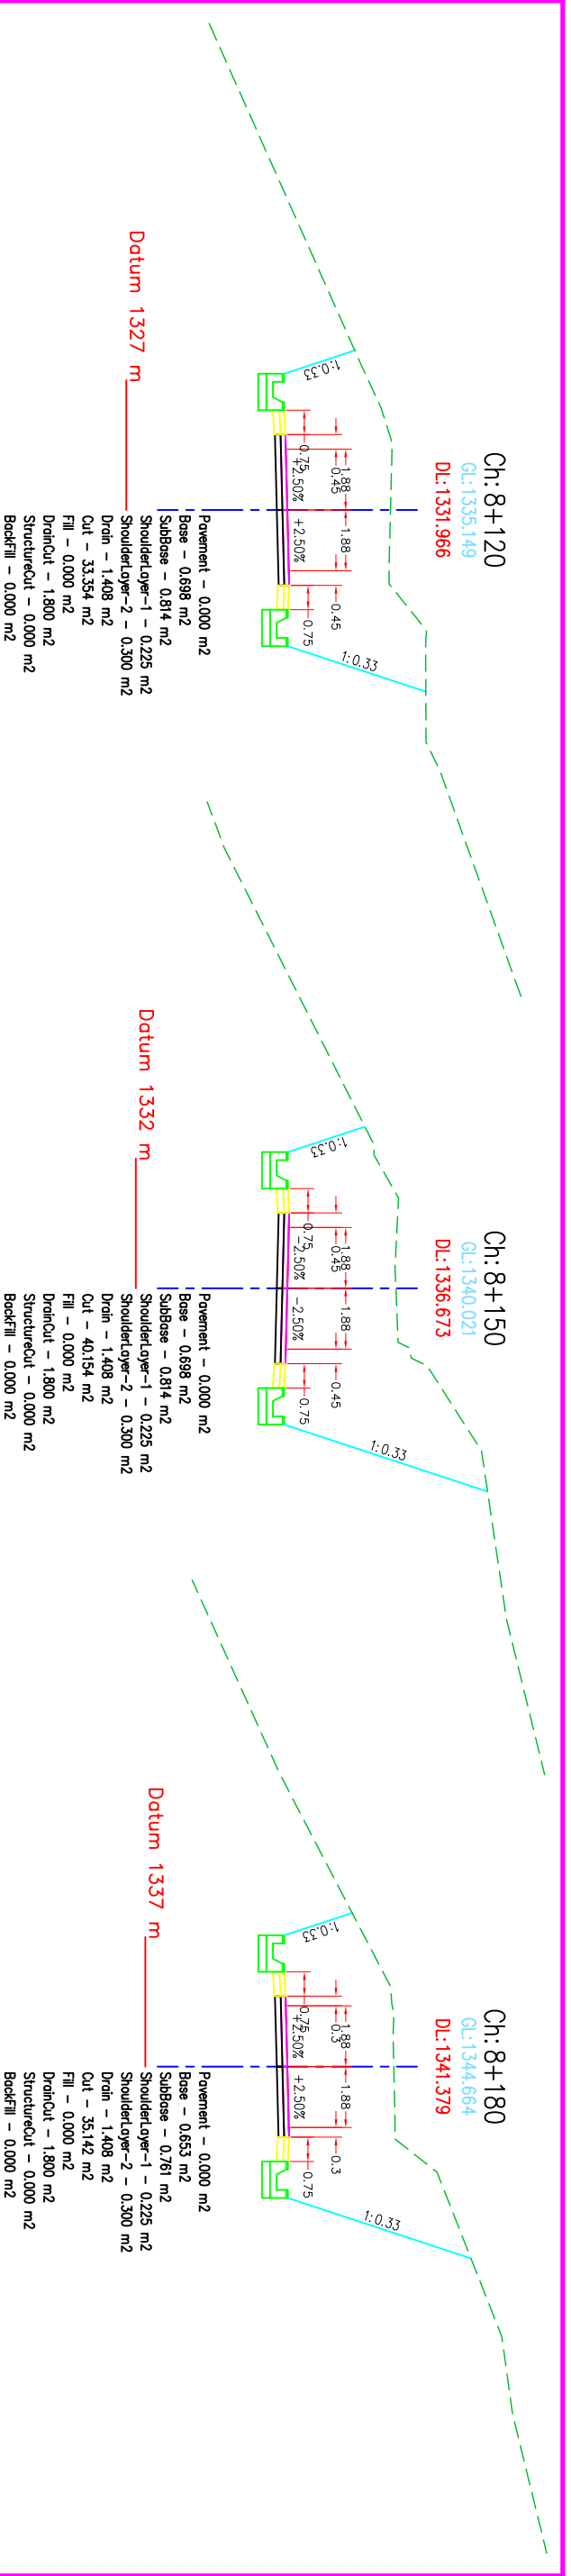 Ch: 8+120
GL:1335.149
DL:1331.966
1:0.33
1:0.33
1.88
1.88
0.45
0.45
0.75
0.75
+2.50%
+2.50%
Datum 1327 m
Pavement - 0.000 m2
Base - 0.698 m2
SubBase - 0.814 m2
ShoulderLayer-1 - 0.225 m2
ShoulderLayer-2 - 0.300 m2
Drain - 1.408 m2
Cut - 33.354 m2
Fill - 0.000 m2
DrainCut - 1.800 m2
StructureCut - 0.000 m2
BackFill - 0.000 m2
Ch: 8+150
GL:1340.021
DL:1336.673
1:0.33
1:0.33
1.88
1.88
0.45
0.45
0.75
0.75
-2.50%
-2.50%
Datum 1332 m
Pavement - 0.000 m2
Base - 0.698 m2
SubBase - 0.814 m2
ShoulderLayer-1 - 0.225 m2
ShoulderLayer-2 - 0.300 m2
Drain - 1.408 m2
Cut - 40.154 m2
Fill - 0.000 m2
DrainCut - 1.800 m2
StructureCut - 0.000 m2
BackFill - 0.000 m2
Ch: 8+180
GL:1344.664
DL:1341.379
1:0.33
1:0.33
1.88
1.88
0.3
0.3
0.75
0.75
+2.50%
+2.50%
Datum 1337 m
Pavement - 0.000 m2
Base - 0.653 m2
SubBase - 0.761 m2
ShoulderLayer-1 - 0.225 m2
ShoulderLayer-2 - 0.300 m2
Drain - 1.408 m2
Cut - 35.142 m2
Fill - 0.000 m2
DrainCut - 1.800 m2
StructureCut - 0.000 m2
BackFill - 0.000 m2